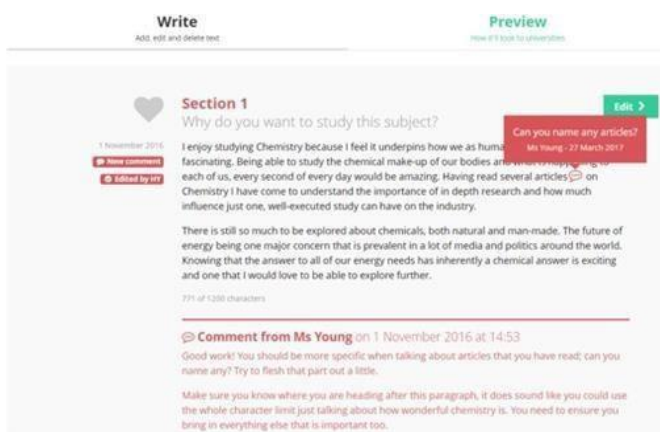 Write
Add, edit and delete text
Preview
How it'll look to universities
Edit
Section 1
Why do you want to study this subject?
Can you name any articles?
Ms Young - 27 March 2017
1 November 2016
New comment
Edited by HY
I enjoy studying Chemistry because I feel it underpins how we as huma
fascinating. Being able to study the chemical make-up of our bodies and what is happening to
each of us, every second of every day would be amazing. Having read several articles on
Chemistry I have come to understand the importance of in depth research and how much
influence just one, well-executed study can have on the industry.
There is still so much to be explored about chemicals, both natural and man-made. The future of
energy being one major concern that is prevalent in a lot of media and politics around the world.
Knowing that the answer to all of our energy needs has inherently a chemical answer is exciting
and one that I would love to be able to explore further.
771 of 1200 characters
Comment from Ms Young on 1 November 2016 at 14:53
Good work! You should be more specific when talking about articles that you have read; can you
name any? Try to flesh that part out a little.
Make sure you know where you are heading after this paragraph, it does sound like you could use
the whole character limit just talking about how wonderful chemistry is. You need to ensure you
bring in everything else that is important too.